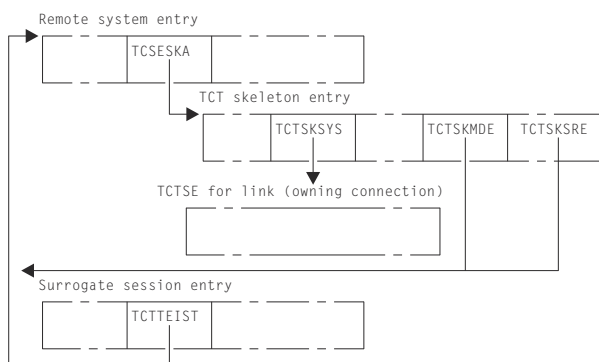 Remote system entry
TCSESKA
TCT skeleton entry
TCTSKSYS TCTSKMDE TCTSKSRE
TCTSE for link (owning connection)
Surrogate session entry
TCTTEIST